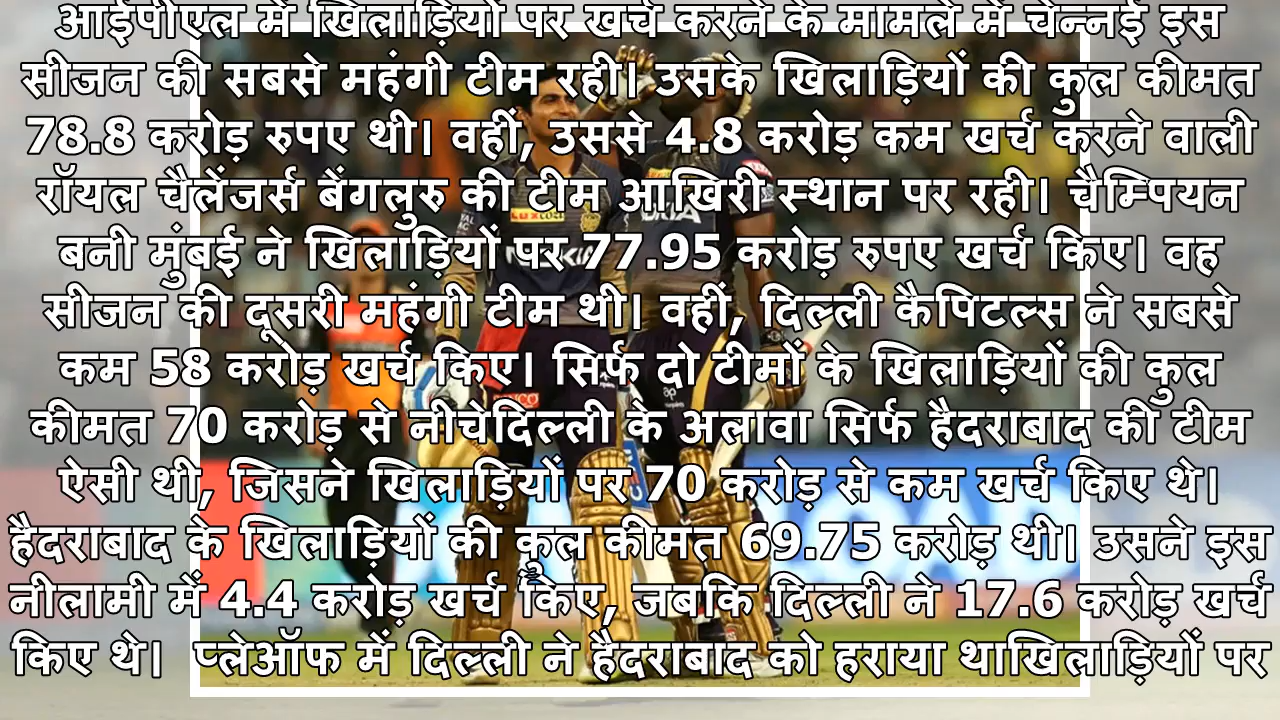 आईपीएल में खिलाड़ियों पर खर्च करने के मामले में चेन्नई इस
सीजन की सबसे महंगी टीम रही। उसके खिलाड़ियों की कुल कीमत
78.8 करोड़ रुपए थी। वहीं, उससे 4.8 करोड़ कम खर्च करने वाली
रॉयल चैलेंजर्स बेंगलुरु की टीम आखिरी स्थान पर रही। चैम्पियन
बनी मुंबई ने खिलाड़ियों पर 77.95 करोड़ रुपए खर्च किए। वह
सीजन की दूसरी महंगी टीम थी। वहीं, दिल्ली कैपिटल्स ने सबसे
कम 58 करोड़ खर्च किए। सिर्फ दो टीमों के खिलाड़ियों की कुल
कीमत 70 करोड़ से नीचेदिल्ली के अलावा सिर्फ हैदराबाद की टीम
ऐसी थी, जिसने खिलाड़ियों पर 70 करोड़ से कम खर्च किए थे।
हैदराबाद के खिलाड़ियों की कुल कीमत 69.75 करोड़ थी। उसने इस
नीलामी में 4.4 करोड़ खर्च किए, जबकि दिल्ली ने 17.6 करोड़ खर्च
किए थे। प्लेऑफ में दिल्ली ने हैदराबाद को हराया थाखिलाड़ियों पर